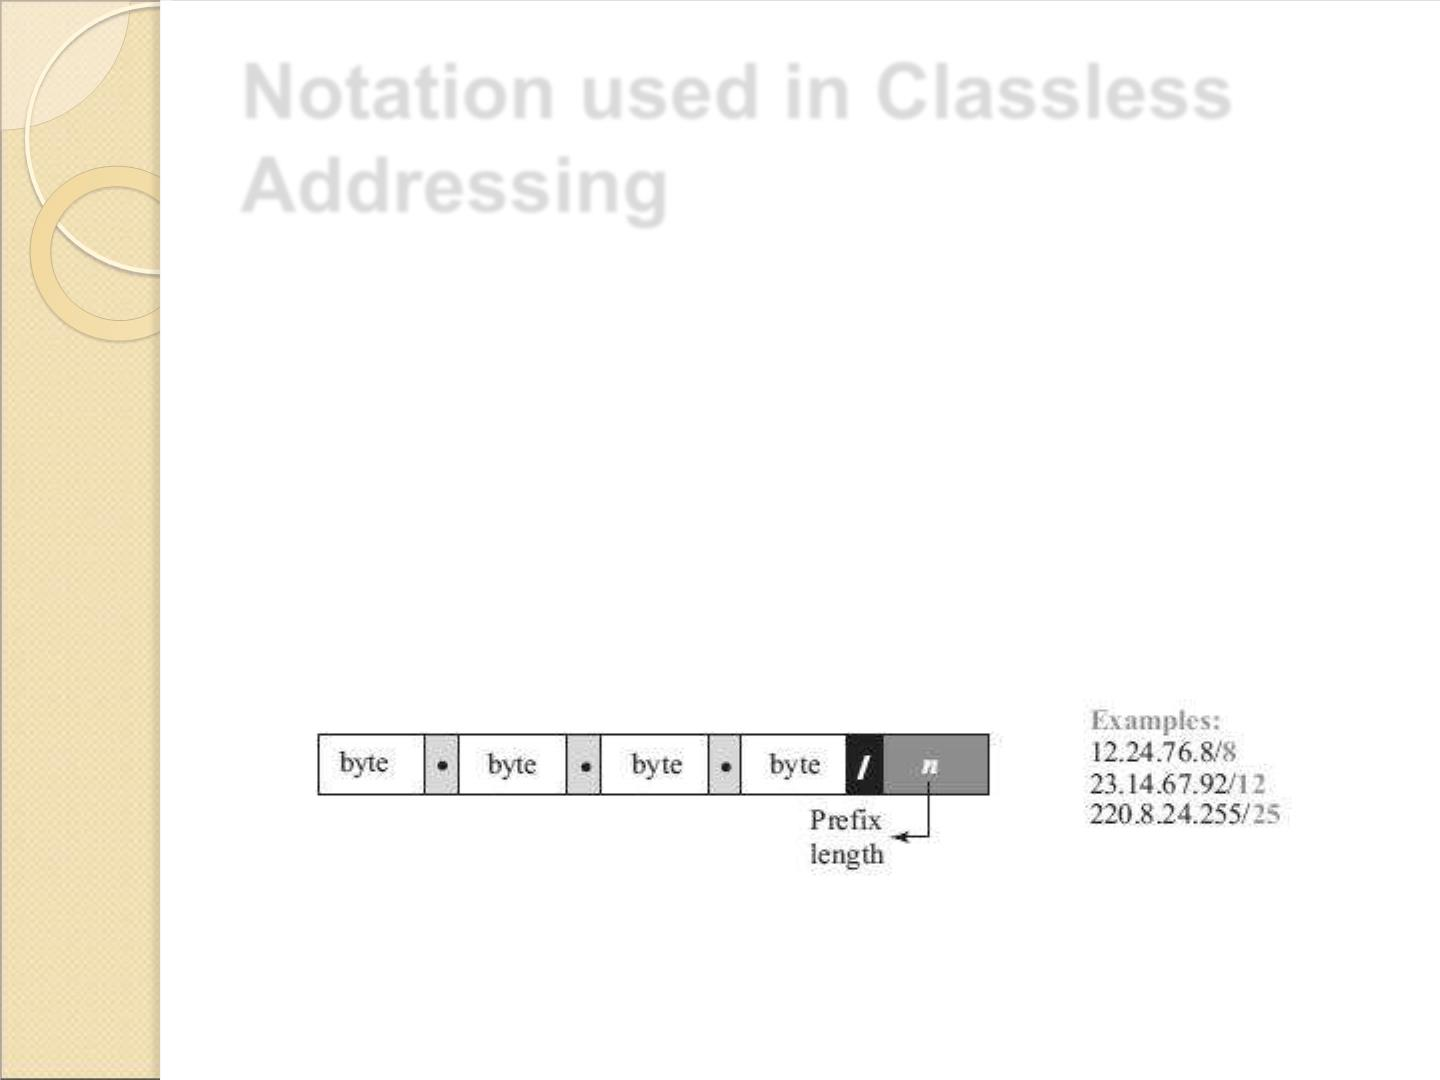 Notation used in Classless
Addressing
byte • byte • byte • byte / n
Prefix
length
Examples:
12.24.76.8/8
23.14.67.92/12
220.8.24.255/25